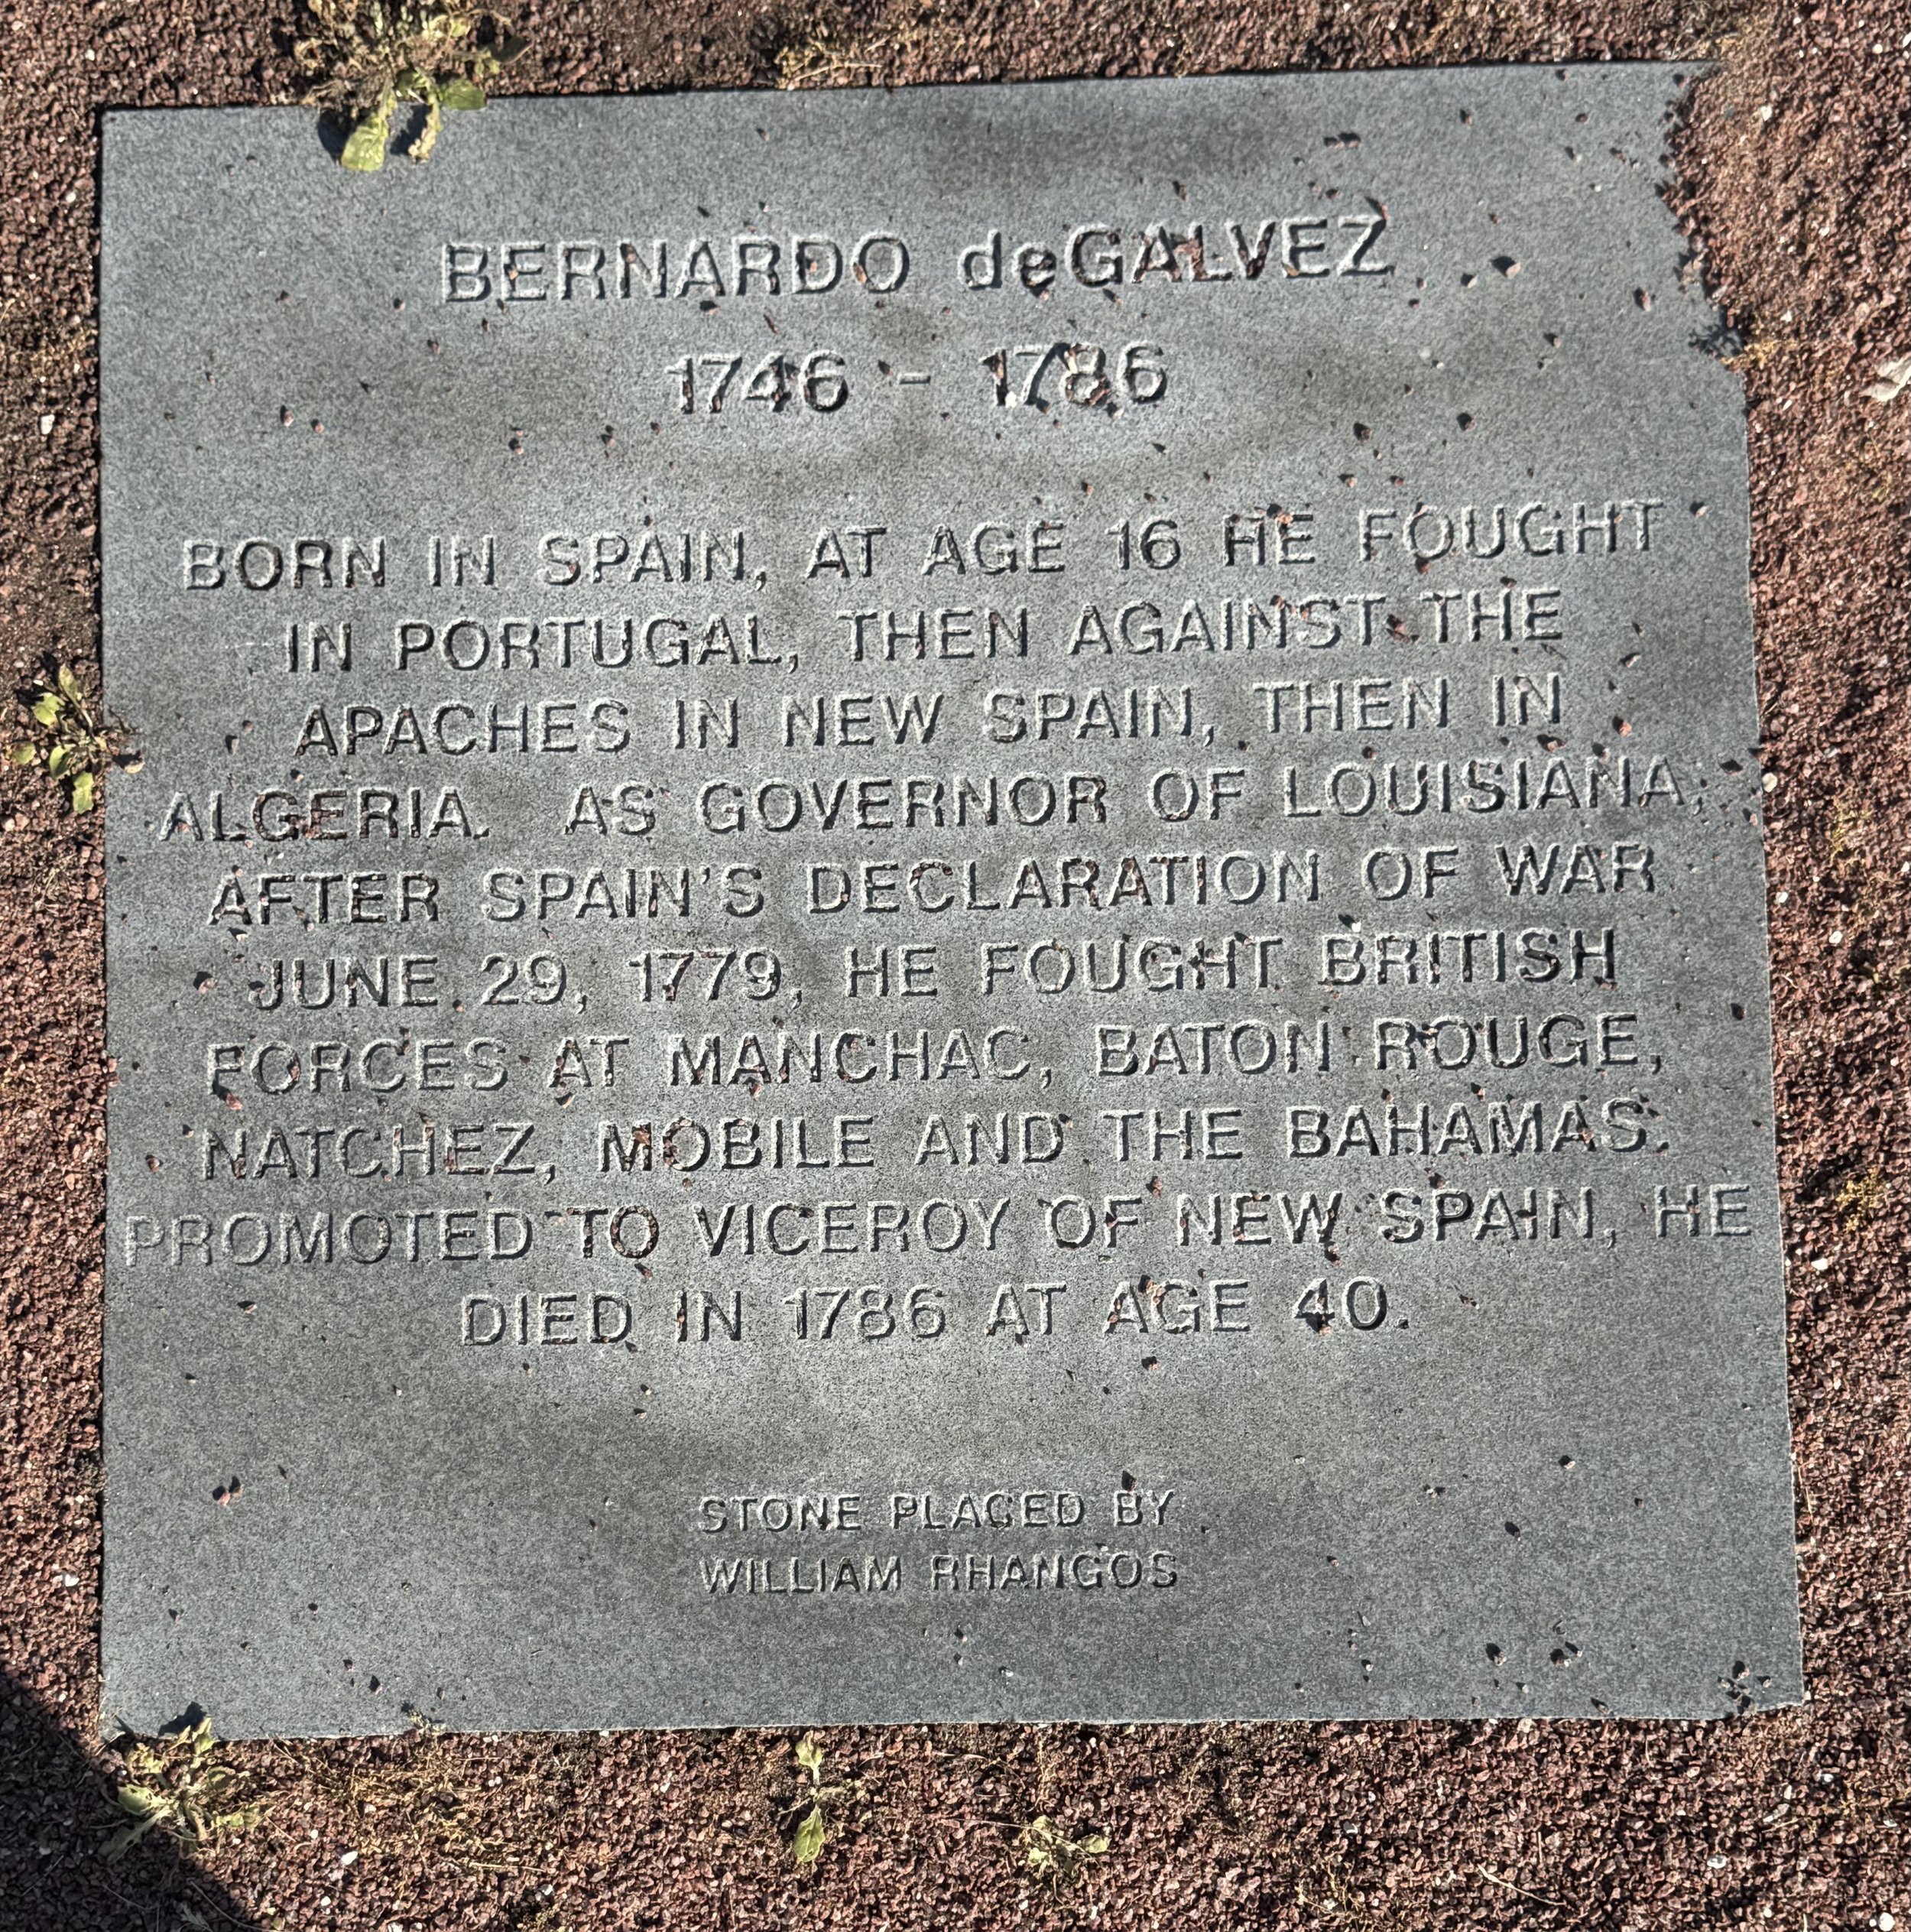 BERNARDO deGALVEZ
1746 - 1786
BORN IN SPAIN, AT AGE 16 HE FOUGHT
IN PORTUGAL, THEN AGAINST THE
APACHES IN NEW SPAIN, THEN IN
ALGERIA. AS GOVERNOR OF LOUISIANA,
AFTER SPAIN'S DECLARATION OF WAR
JUNE 29, 1779, HE FOUGHT BRITISH
FORCES AT MANCHAC, BATON ROUGE,
NATCHEZ, MOBILE AND THE BAHAMAS.
PROMOTED TO VICEROY OF NEW SPAIN, HE
DIED IN 1786 AT AGE 40.
STONE PLACED BY
WILLIAM RHANGOS